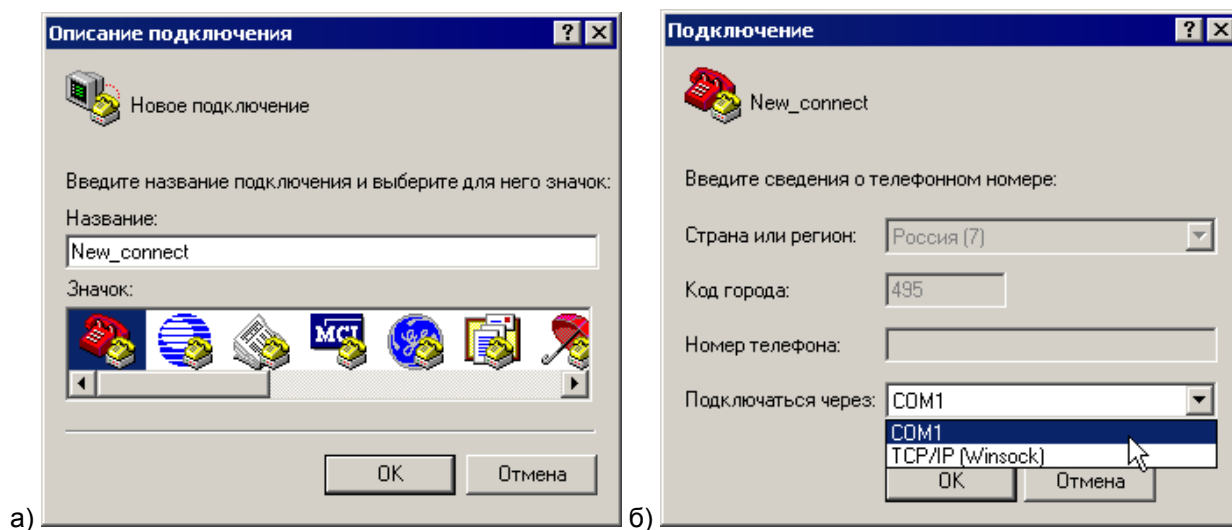 Описание подключения
Новое подключение
Введите название подключения и выберите для него значок:
Название:
New_connect
Значок:
MCI
OK
Отмена
а)
Подключение
New_connect
Введите сведения о телефонном номере:
Страна или регион: Россия (7)
Код города: 495
Номер телефона:
Подключаться через: COM1
COM1
TCP/IP (Winsock)
OK
Отмена
б)